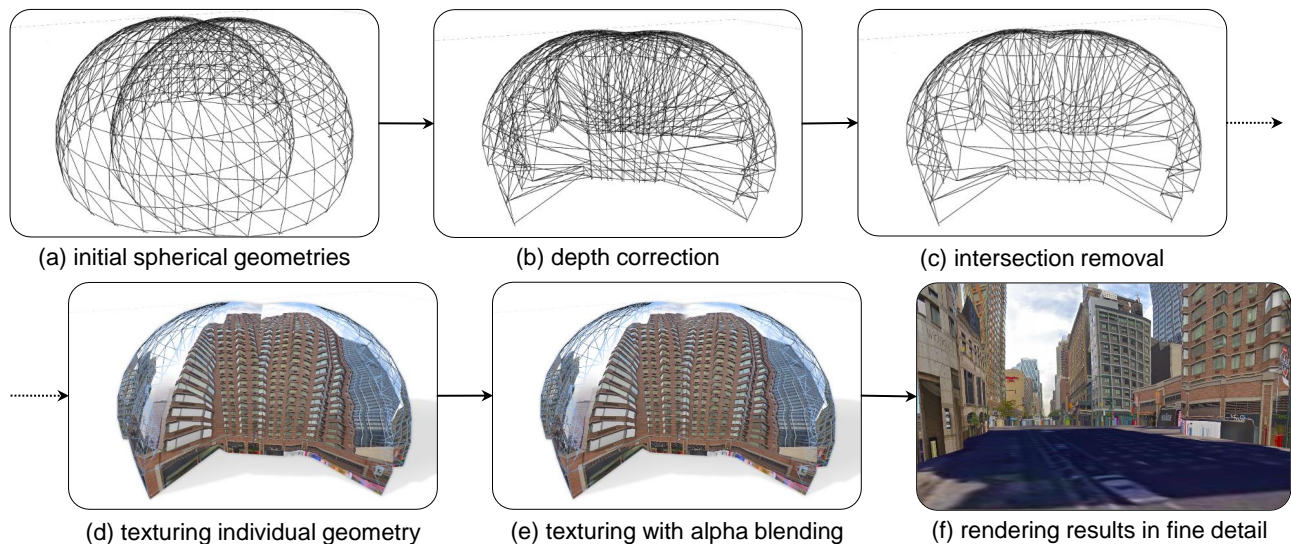 (a) initial spherical geometries
(b) depth correction
(c) intersection removal
(d) texturing individual geometry
(e) texturing with alpha blending
(f) rendering results in fine detail